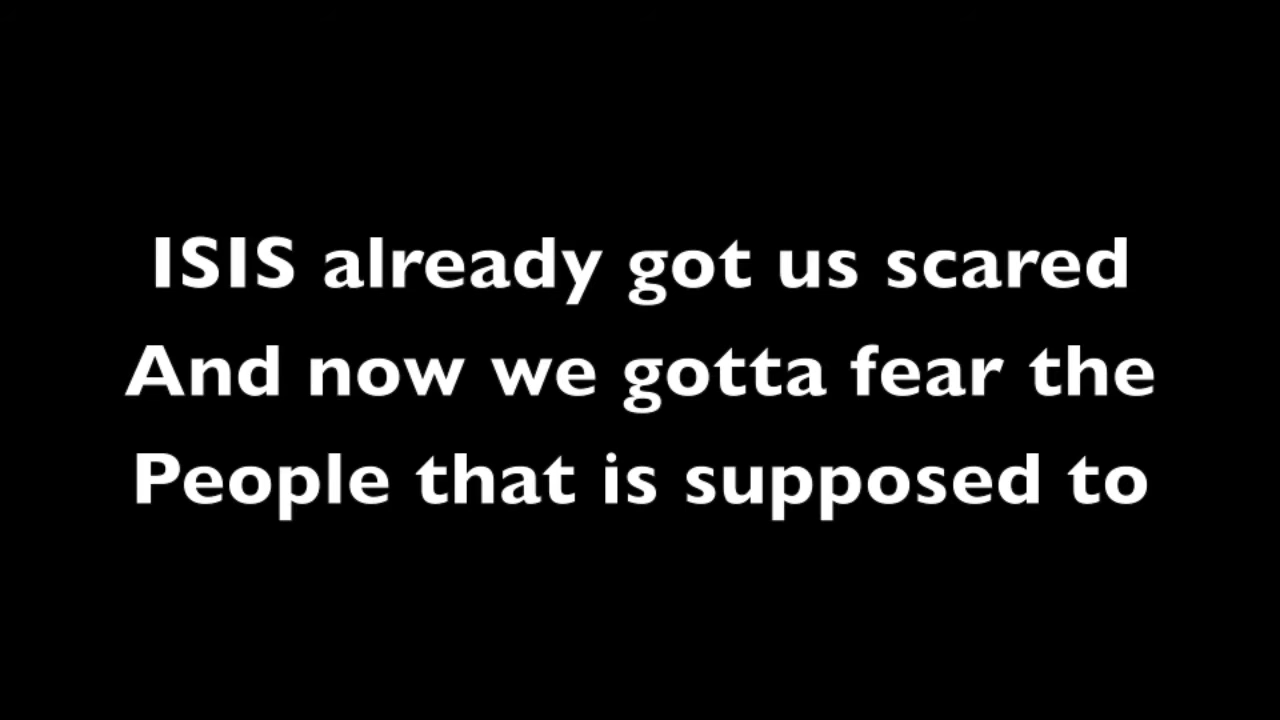 ISIS already got us scared
And now we gotta fear the
People that is supposed to